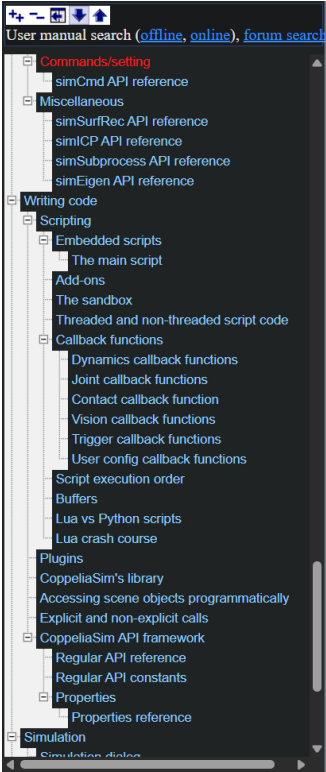 User manual search (offline, online), forum search
Commands/setting
simCmd API reference
Miscellaneous
simSurfRec API reference
simICP API reference
simSubprocess API reference
simEigen API reference
Writing code
Scripting
Embedded scripts
The main script
Add-ons
The sandbox
Threaded and non-threaded script code
Callback functions
Dynamics callback functions
Joint callback functions
Contact callback function
Vision callback functions
Trigger callback functions
User config callback functions
Script execution order
Buffers
Lua vs Python scripts
Lua crash course
Plugins
CoppeliaSim's library
Accessing scene objects programmatically
Explicit and non-explicit calls
CoppeliaSim API framework
Regular API reference
Regular API constants
Properties
Properties reference
Simulation
Simulation dialog